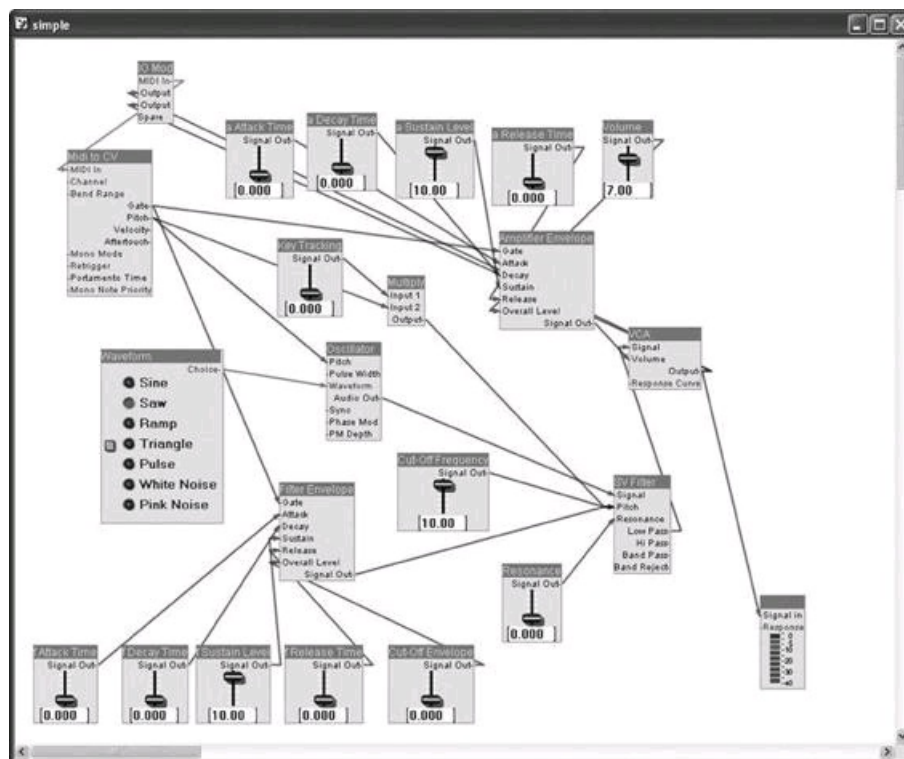 simple
IO Mod
MIDI In
Output
Output
Spare
a Attack Time
Signal Out
0.000
a Decay Time
Signal Out
0.000
a Sustain Level
Signal Out
10.00
a Release Time
Signal Out
0.000
Volume
Signal Out
7.00
Midi to CV
MIDI In
Channel
Bend Range
Gate
Pitch
Velocity
Aftertouch
Mono Mode
Retrigger
Portamento Time
Mono Note Priority
Key Tracking
Signal Out
0.000
Multiply
Input 1
Input 2
Output
Amplifier Envelope
Gate
Attack
Decay
Sustain
Release
Overall Level
Signal Out
VCA
Signal
Volume
Output
Response Curve
Waveform
Choice
Sine
Saw
Ramp
Triangle
Pulse
White Noise
Pink Noise
Oscillator
Pitch
Pulse Width
Waveform
Audio Out
Sync
Phase Mod
PM Depth
Cut-Off Frequency
Signal Out
10.00
SV Filter
Signal
Pitch
Resonance
Low Pass
Hi Pass
Band Pass
Band Reject
Filter Envelope
Gate
Attack
Decay
Sustain
Release
Overall Level
Signal Out
Resonance
Signal Out
0.000
Signal in
Response
0
-5
-10
-20
-30
-40
f Attack Time
Signal Out
0.000
f Decay Time
Signal Out
0.000
f Sustain Level
Signal Out
10.00
f Release Time
Signal Out
0.000
Cut-Off Envelope
Signal Out
0.000